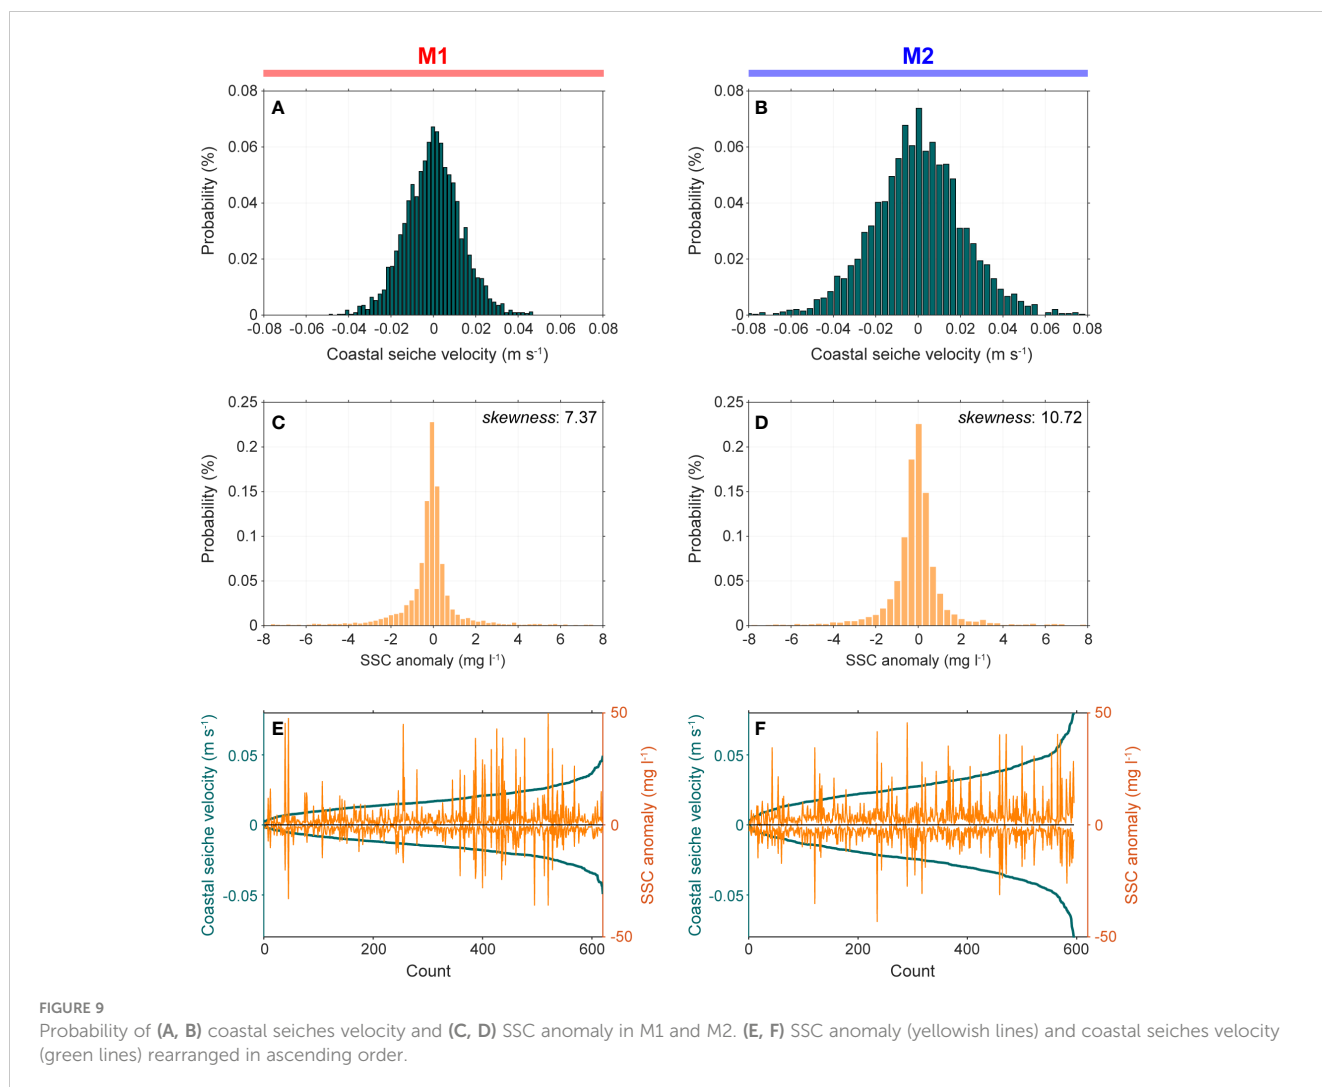 M1
M2
A
0.08
0.06
0.04
0.02
0
Probability (%)
-0.08 -0.06 -0.04 -0.02 0 0.02 0.04 0.06 0.08
Coastal seiche velocity (m s-1)
B
0.08
0.06
0.04
0.02
0
Probability (%)
-0.08 -0.06 -0.04 -0.02 0 0.02 0.04 0.06 0.08
Coastal seiche velocity (m s-1)
C
skewness: 7.37
0.25
0.2
0.15
0.1
0.05
0
Probability (%)
-8 -6 -4 -2 0 2 4 6 8
SSC anomaly (mg l-1)
D
skewness: 10.72
0.25
0.2
0.15
0.1
0.05
0
Probability (%)
-8 -6 -4 -2 0 2 4 6 8
SSC anomaly (mg l-1)
E
Coastal seiche velocity (m s-1)
0.05
0
-0.05
50
0
-50
SSC anomaly (mg l-1)
0 200 400 600
Count
F
Coastal seiche velocity (m s-1)
0.05
0
-0.05
50
0
-50
SSC anomaly (mg l-1)
0 200 400 600
Count
FIGURE 9
Probability of (A, B) coastal seiches velocity and (C, D) SSC anomaly in M1 and M2. (E, F) SSC anomaly (yellowish lines) and coastal seiches velocity
(green lines) rearranged in ascending order.